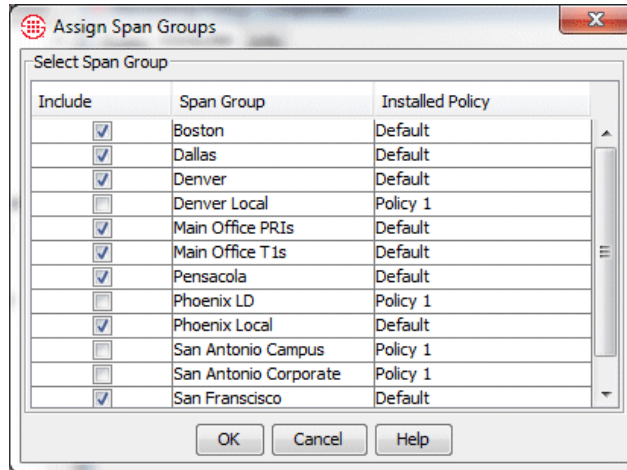 Assign Span Groups
Select Span Group
Include Span Group Installed Policy
Boston Default
Dallas Default
Denver Default
Denver Local Policy 1
Main Office PRIs Default
Main Office T1s Default
Pensacola Default
Phoenix LD Policy 1
Phoenix Local Default
San Antonio Campus Policy 1
San Antonio Corporate Policy 1
San Franscisco Default
OK Cancel Help